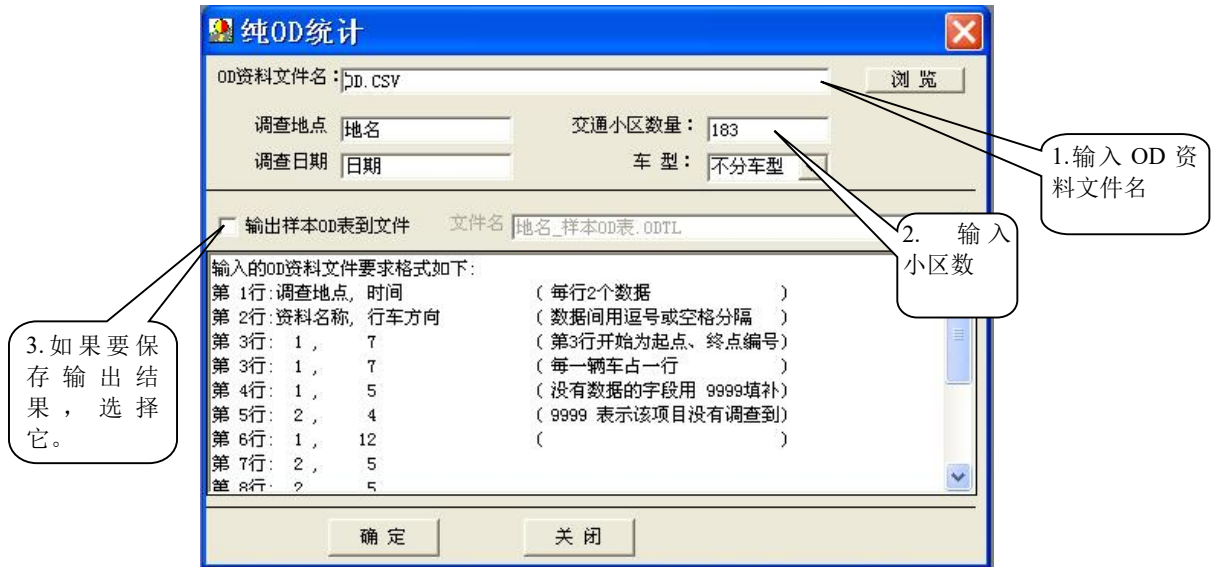 纯OD统计
OD资料文件名： OD.CSV 浏 览
调查地点 地名 交通小区数量： 183
调查日期 日期 车 型： 不分车型
1.输入 OD 资
料文件名
输出样本OD表到文件 文件名 地名_样本OD表.ODTL
2. 输入
小区数
输入的OD资料文件要求格式如下:
第 1行:调查地点, 时间 ( 每行2个数据 )
第 2行:资料名称, 行车方向 ( 数据间用逗号或空格分隔 )
第 3行: 1 , 7 ( 第3行开始为起点、终点编号)
第 3行: 1 , 7 ( 每一辆车占一行 )
第 4行: 1 , 5 ( 没有数据的字段用 9999填补)
第 5行: 2 , 4 ( 9999 表示该项目没有调查到)
第 6行: 1 , 12 ( )
第 7行: 2 , 5
第 8行: 2 5
3.如果要保
存输出结
果，选择
它。
确 定 关 闭